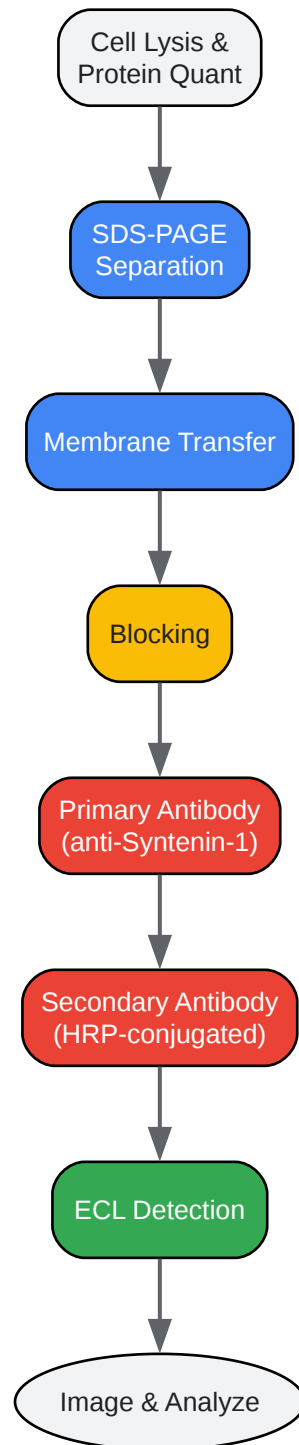 Cell Lysis &
Protein Quant
SDS-PAGE
Separation
Membrane Transfer
Blocking
Primary Antibody
(anti-Syntenin-1)
Secondary Antibody
(HRP-conjugated)
ECL Detection
Image & Analyze